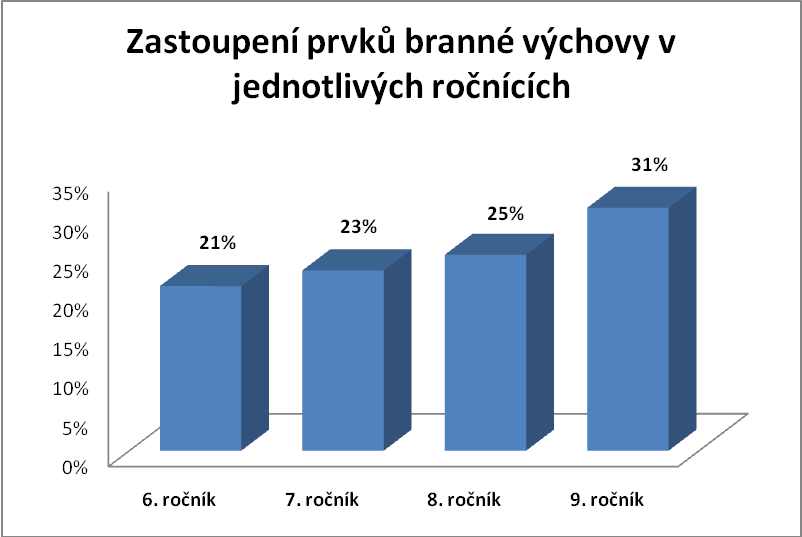 Zastoupení prvků branné výchovy v
jednotlivých ročnících
35%
30%
25%
20%
15%
10%
5%
0%
21%
23%
25%
31%
6. ročník
7. ročník
8. ročník
9. ročník